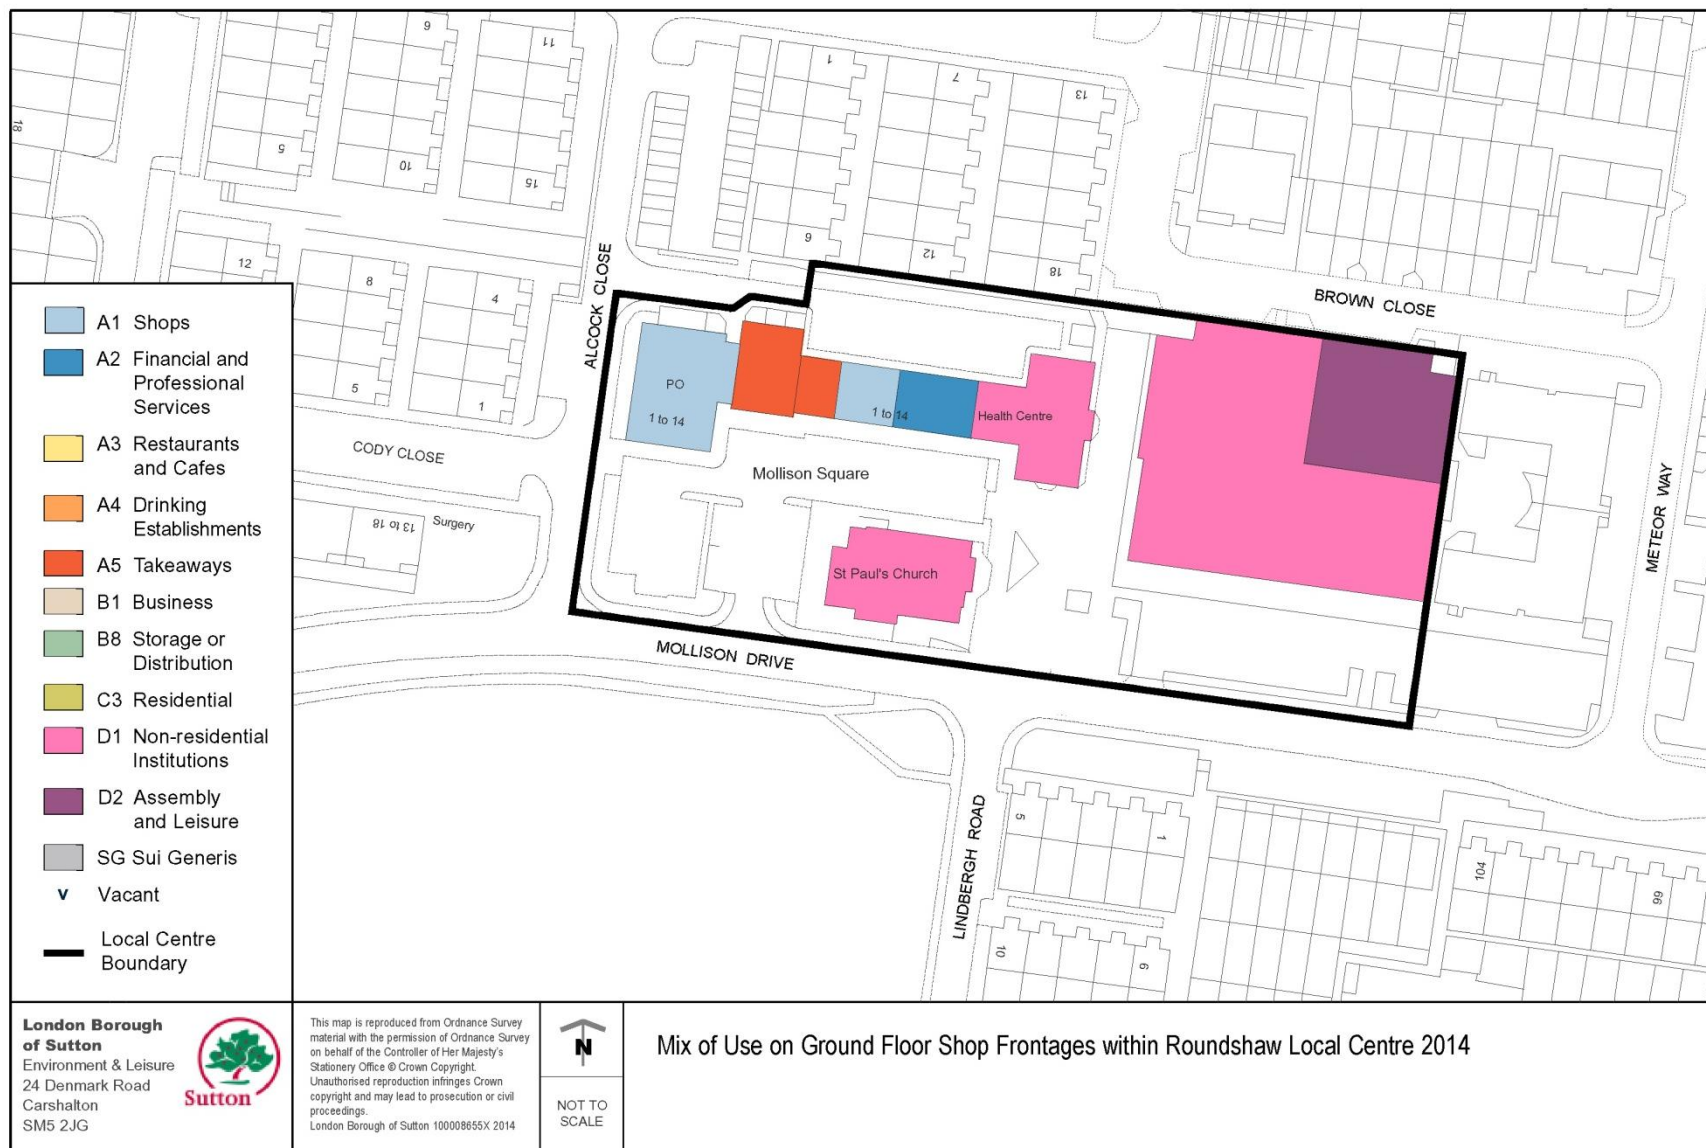 18
6
11
5
10
15
12
8
4
5
1
1
7
13
6
12
18
ALCOCK CLOSE
BROWN CLOSE
CODY CLOSE
METEOR WAY
PO
1 to 14
1 to 14
Health Centre
Mollison Square
St Paul's Church
Surgery
13 to 18
MOLLISON DRIVE
LINDBERGH ROAD
5
1
10
6
104
99
A1 Shops
A2 Financial and
Professional
Services
A3 Restaurants
and Cafes
A4 Drinking
Establishments
A5 Takeaways
B1 Business
B8 Storage or
Distribution
C3 Residential
D1 Non-residential
Institutions
D2 Assembly
and Leisure
SG Sui Generis
v Vacant
Local Centre
Boundary
London Borough
of Sutton
Environment & Leisure
24 Denmark Road
Carshalton
SM5 2JG
Sutton
This map is reproduced from Ordnance Survey
material with the permission of Ordnance Survey
on behalf of the Controller of Her Majesty's
Stationery Office © Crown Copyright.
Unauthorised reproduction infringes Crown
copyright and may lead to prosecution or civil
proceedings.
London Borough of Sutton 100008655X 2014
N
NOT TO
SCALE
Mix of Use on Ground Floor Shop Frontages within Roundshaw Local Centre 2014